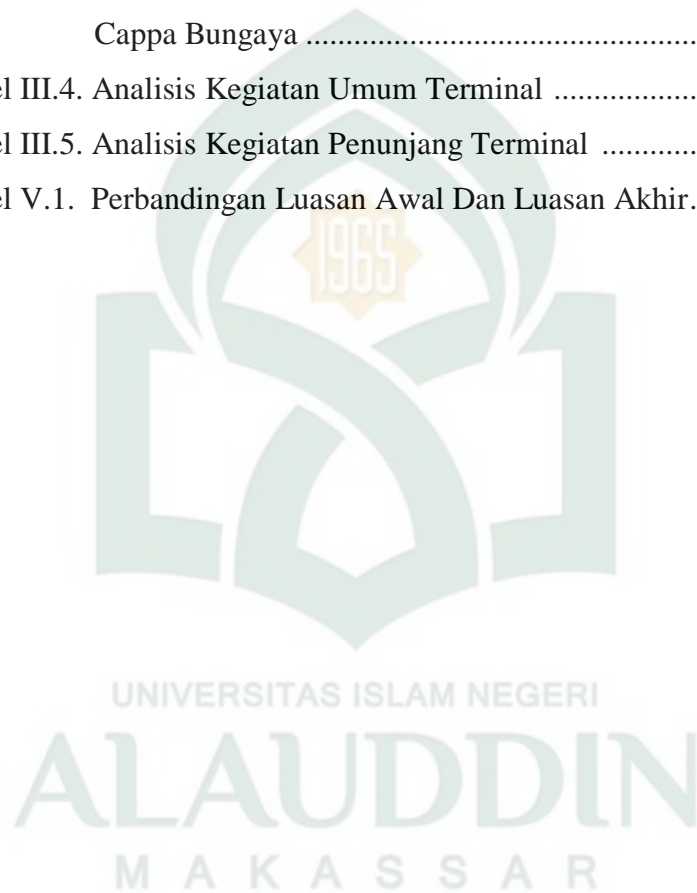 Cappa Bungaya ................................................
el III.4. Analisis Kegiatan Umum Terminal ..................
el III.5. Analisis Kegiatan Penunjang Terminal ............
el V.1. Perbandingan Luasan Awal Dan Luasan Akhir.
1965
UNIVERSITAS ISLAM NEGERI
ALAUDDIN
MAKASSAR